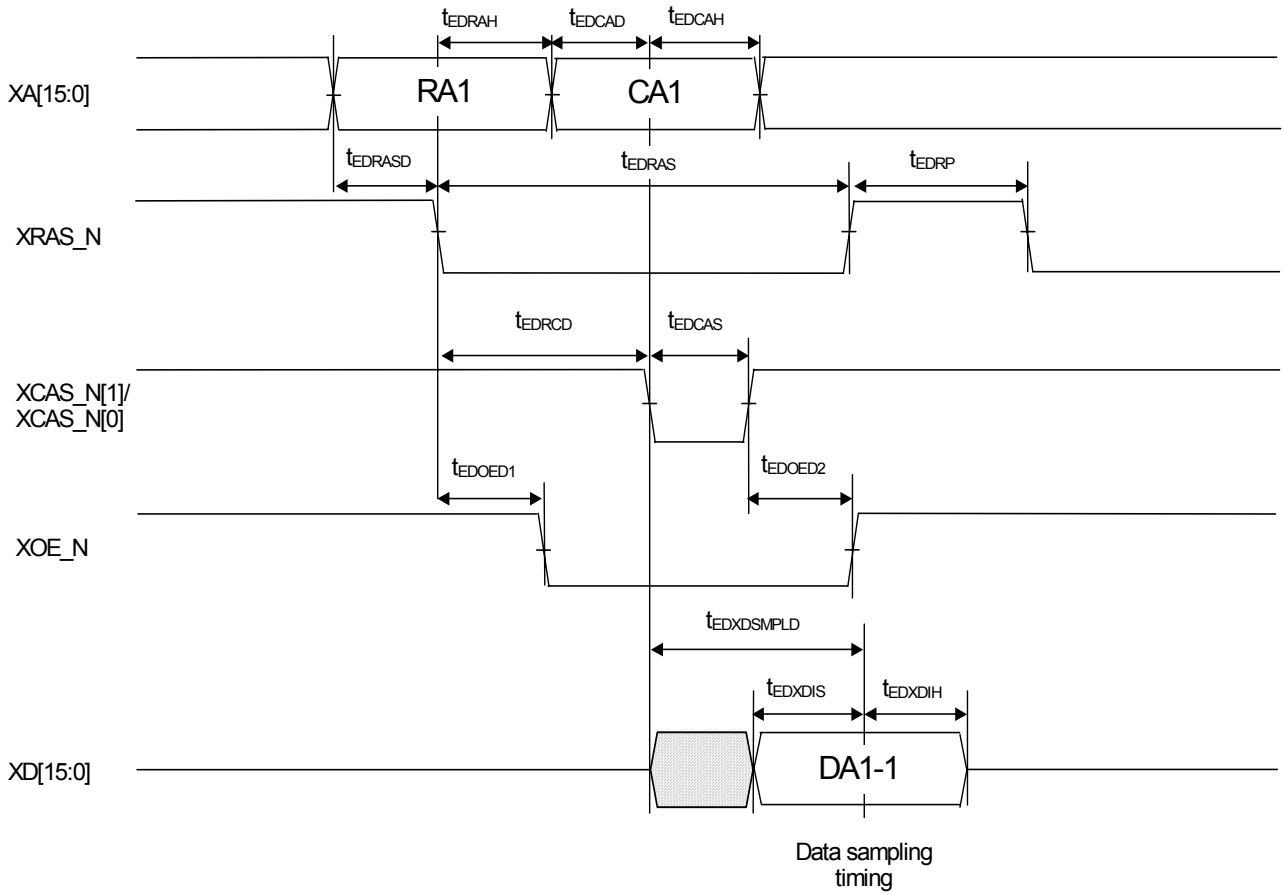 tEDRAH
tEDCAD
tEDCAH
XA[15:0]
RA1
CA1
tEDRASD
tEDRAS
tEDRP
XRAS_N
tEDRCD
tEDCAS
XCAS_N[1]/
XCAS_N[0]
tEDOED1
tEDOED2
XOE_N
tEDXDSMPLD
tEDXDIS
tEDXDIH
XD[15:0]
DA1-1
Data sampling
timing